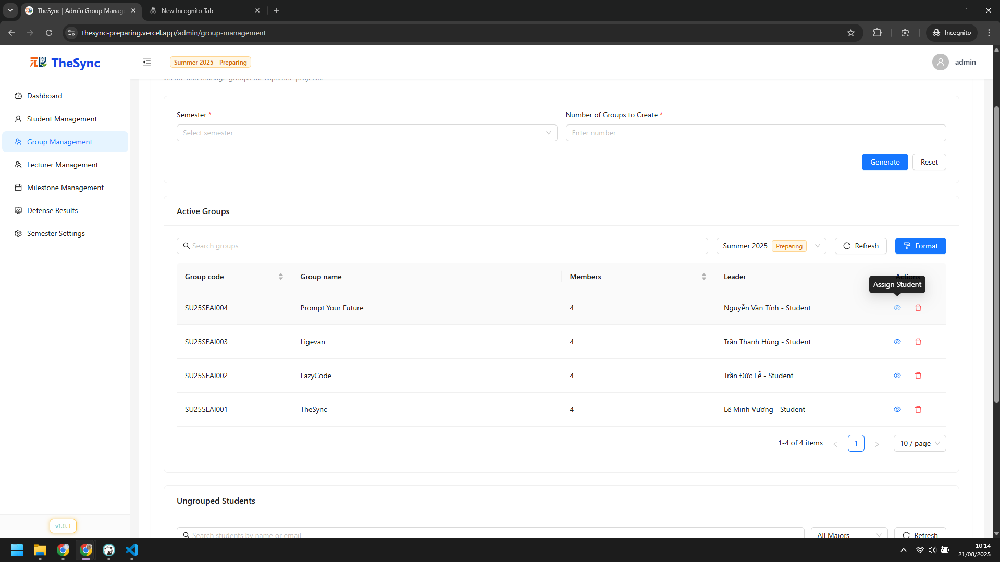 TheSync | Admin Group Manag
New Incognito Tab
thesync-preparing.vercel.app/admin/group-management
Incognito
TheSync
Summer 2025 - Preparing
admin
Dashboard
Student Management
Group Management
Lecturer Management
Milestone Management
Defense Results
Semester Settings
v1.0.3
Create and manage groups for capstone projects.
Semester *
Number of Groups to Create *
Select semester
Enter number
Generate
Reset
Active Groups
Search groups
Summer 2025 Preparing
Refresh
Format
Group code
Group name
Members
Leader
Actions
Assign Student
SU25SEAI004 Prompt Your Future 4 Nguyễn Văn Tính - Student
SU25SEAI003 Ligevan 4 Trần Thanh Hùng - Student
SU25SEAI002 LazyCode 4 Trần Đức Lễ - Student
SU25SEAI001 TheSync 4 Lê Minh Vương - Student
1-4 of 4 items
1
10 / page
Ungrouped Students
Search students by name or email
All Majors
Refresh
10:14
21/08/2025